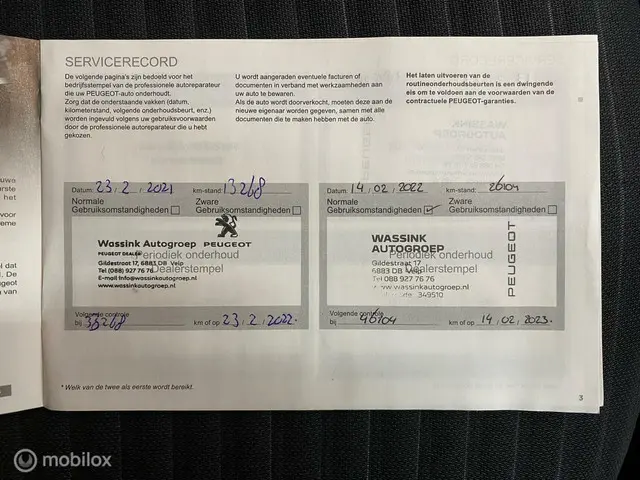 SERVICERECORD
De volgende pagina's zijn bedoeld voor het
bedrijfsstempel van de professionele autoreparateur
die uw PEUGEOT-auto onderhoudt.
Zorg dat de onderstaande vakken (datum,
kilometerstand, volgende onderhoudsbeurt, enz.)
worden ingevuld volgens uw gebruiksvoorwaarden
door de professionele autoreparateur die u hebt
gekozen.
U wordt aangeraden eventuele facturen of
documenten in verband met werkzaamheden aan
uw auto te bewaren.
Als de auto wordt doorverkocht, moeten deze aan de
nieuwe eigenaar worden gegeven, samen met alle
documenten die te maken hebben met de auto.
Het laten uitvoeren van de
routineonderhoudsbeurten is een dwingende
eis om te voldoen aan de voorwaarden van de
contractuele PEUGEOT-garanties.
Datum: 23 / 2 / 2021 km-stand: 13268
Normale
Gebruiksomstandigheden
Zware
Gebruiksomstandigheden
Periodiek onderhoud
Dealerstempel
Wassink Autogroep PEUGEOT
PEUGEOT DEALER
Gildestraat 17, 6883 DB Velp
Tel (088) 927 76 76
E-mail info@wassinkautogroep.nl
www.wassinkautogroep.nl
Volgende controle
bij 38268 km of op 23 / 2 / 2022.
Datum: 14 / 02 / 2022 km-stand: 26104
Normale
Gebruiksomstandigheden
Zware
Gebruiksomstandigheden
Periodiek onderhoud
Dealerstempel
WASSINK
AUTOGROEP
Gildestraat 17
6883 DB Velp
Tel 088 927 76 76
www.wassinkautogroep.nl
349510
PEUGEOT
Volgende controle
bij 46104 km of op 14 / 02 / 2023.
* Welk van de twee als eerste wordt bereikt.
3
mobilox